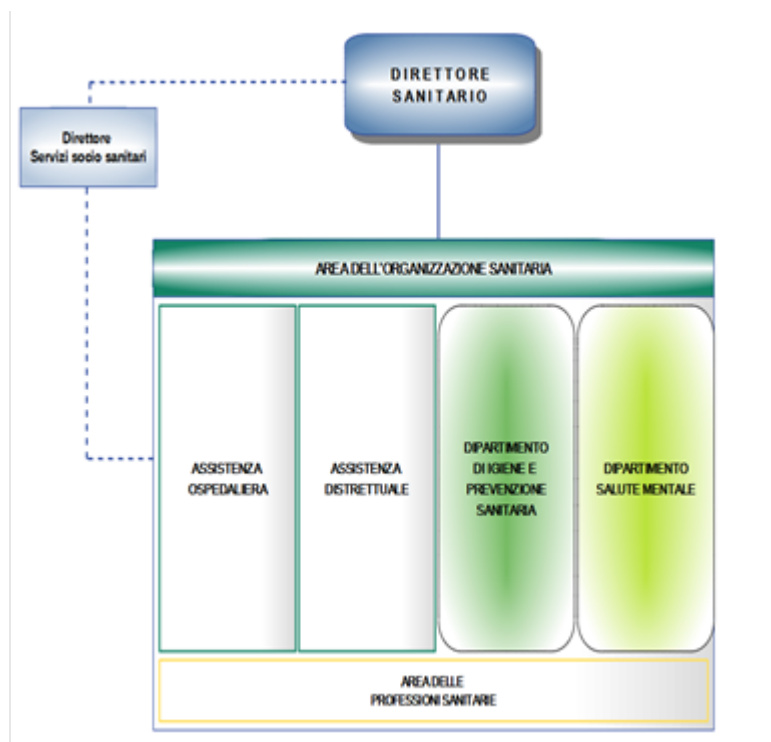 DIRETTORE
SANITARIO
Direttore
Servizi socio sanitari
AREA DELL'ORGANIZZAZIONE SANITARIA
ASSISTENZA
OSPEDALIERA
ASSISTENZA
DISTRETTUALE
DIPARTIMENTO
DI IGIENE E
PREVENZIONE
SANITARIA
DIPARTIMENTO
SALUTE MENTALE
AREA DELLE
PROFESSIONI SANITARIE